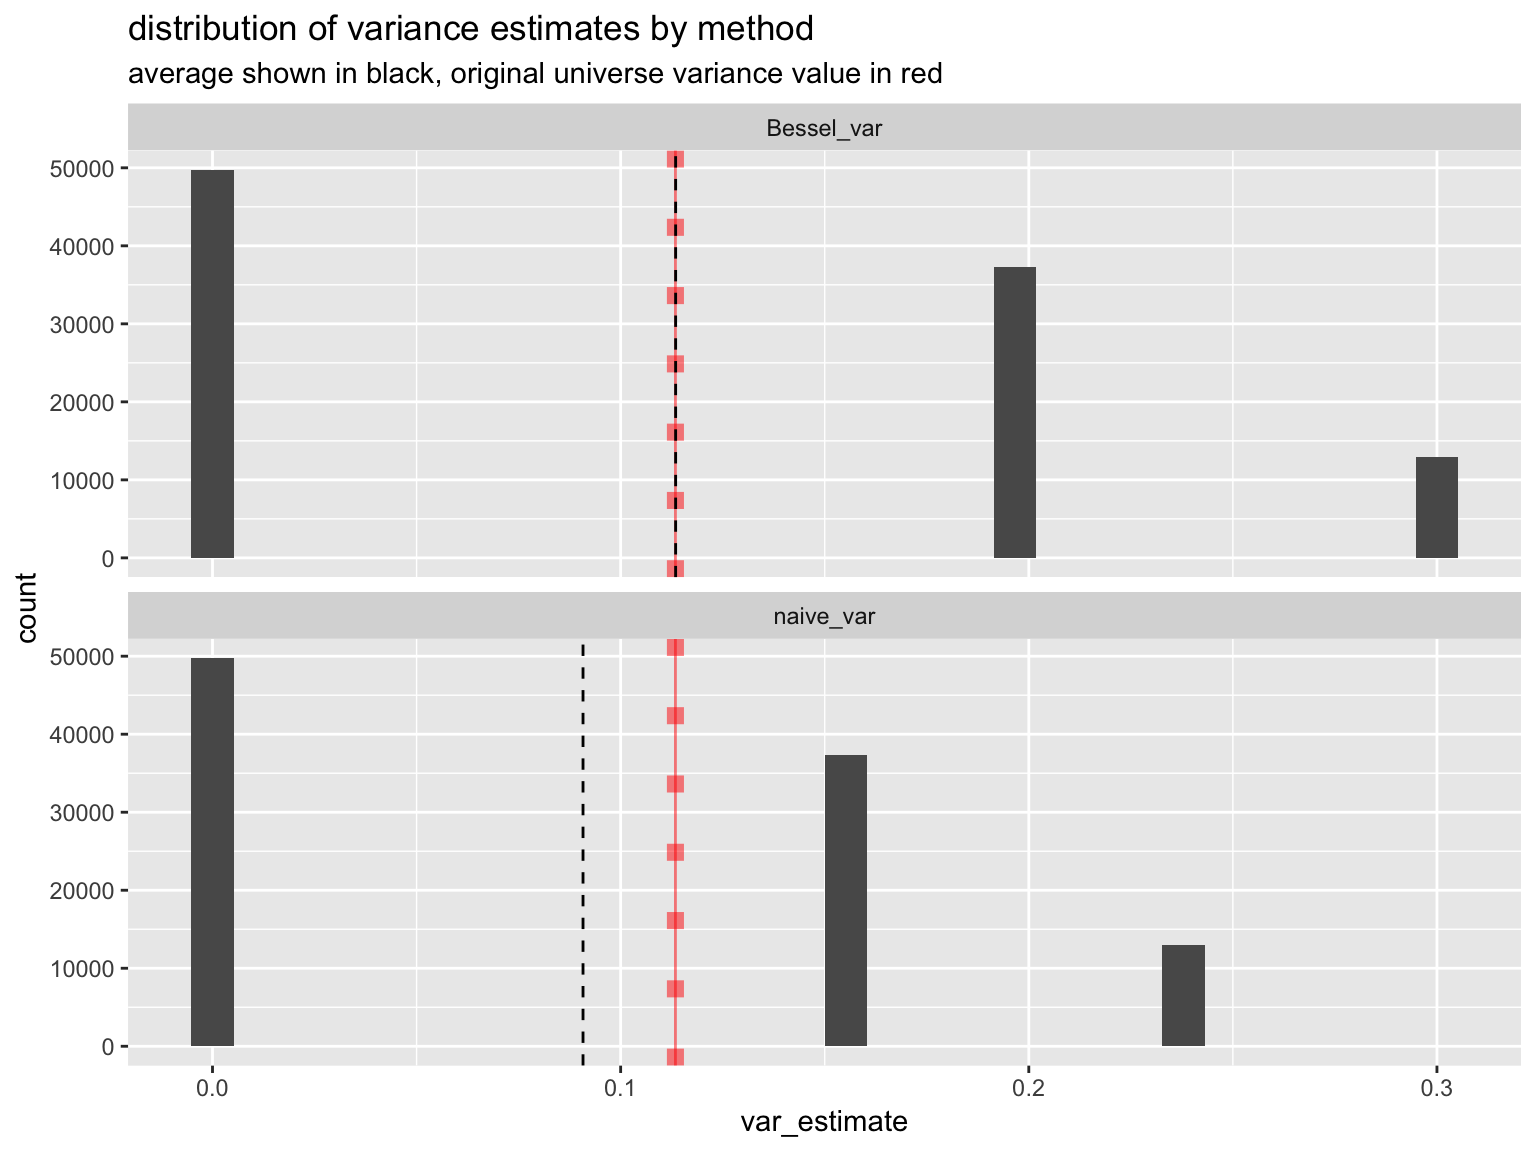 distribution of variance estimates by method
average shown in black, original universe variance value in red
Bessel_var
50000
40000
30000
20000
10000
0
count
naive_var
50000
40000
30000
20000
10000
0
0.0 0.1 0.2 0.3
var_estimate